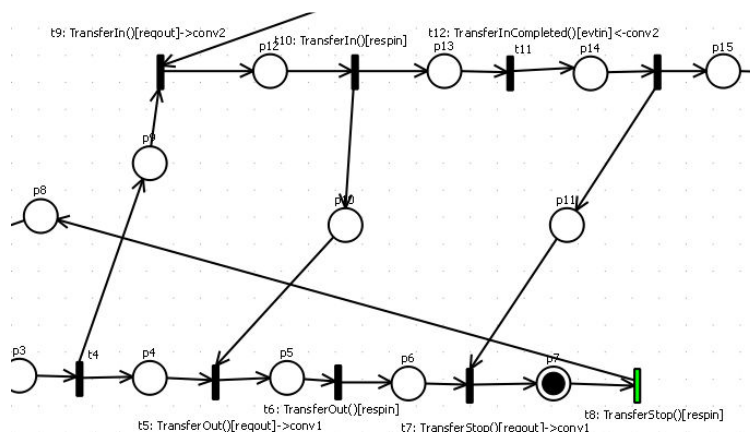 t9: TransferIn()[reqout]->conv2
p12
t10: TransferIn()[respin]
p13
t12: TransferInCompleted()[evtin]<-conv2
t11
p14
p15
p9
p8
p10
p11
p3
t4
p4
p5
p6
p7
t6: TransferOut()[respin]
t8: TransferStop()[respin]
t5: TransferOut()[reqout]->conv1
t7: TransferStop()[reqout]->conv1